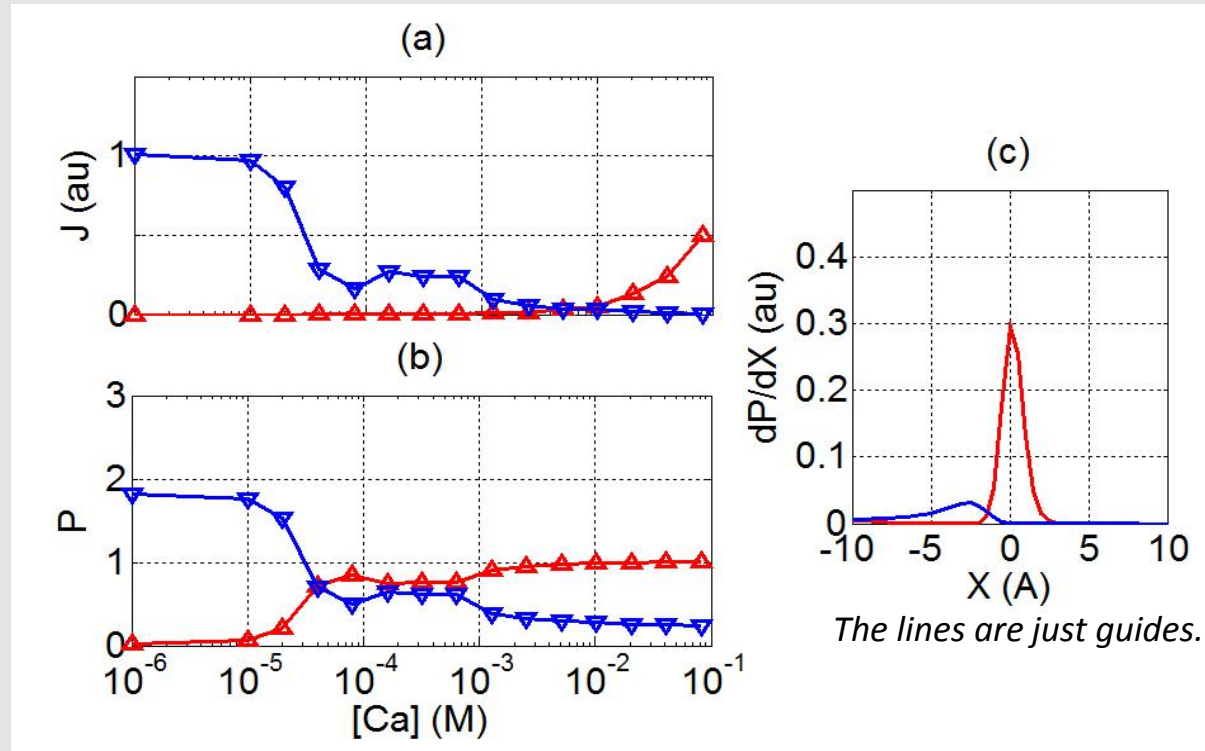 (a)
J (au)
1
0
(b)
P
3
2
1
0
10^-6 10^-5 10^-4 10^-3 10^-2 10^-1
[Ca] (M)
(c)
dP/dX (au)
0.4
0.3
0.2
0.1
0
-10 -5 0 5 10
X (A)
The lines are just guides.